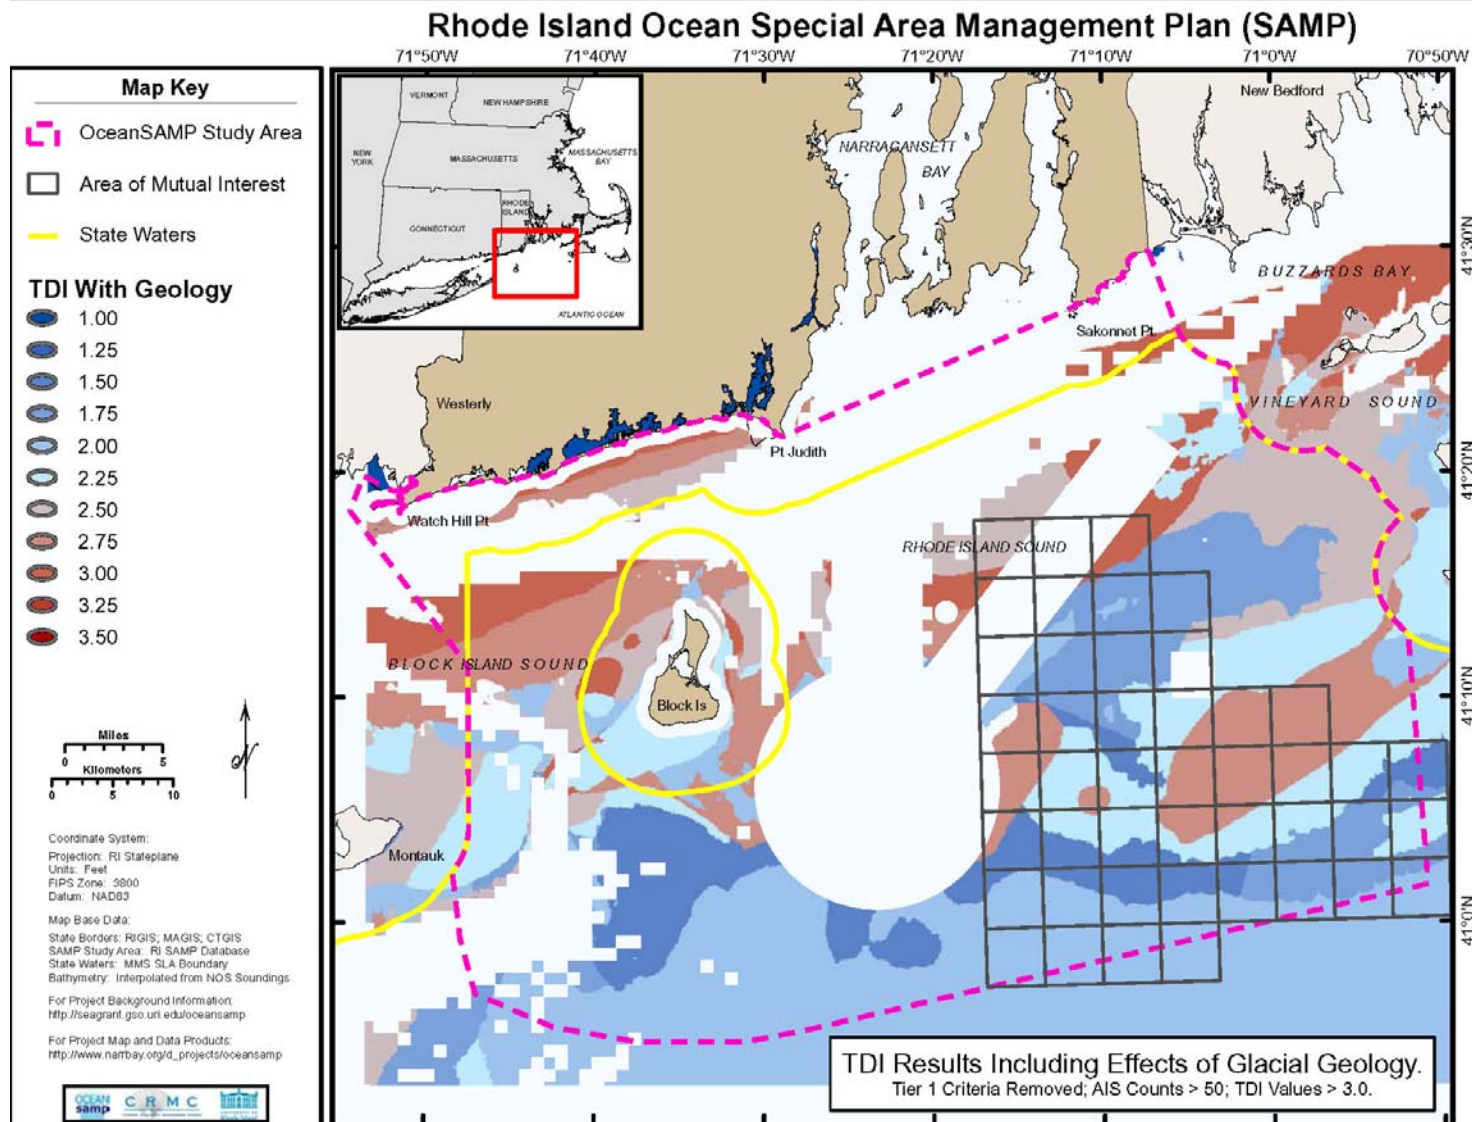 Rhode Island Ocean Special Area Management Plan (SAMP)
71°50'W
71°40'W
71°30'W
71°20'W
71°10'W
71°0'W
70°50'W
Map Key
OceanSAMP Study Area
Area of Mutual Interest
State Waters
TDI With Geology
1.00
1.25
1.50
1.75
2.00
2.25
2.50
2.75
3.00
3.25
3.50
Miles
0 5
Kilometers
0 5 10
N
Coordinate System:
Projection: RI Stateplane
Units: Feet
FIPS Zone: 3800
Datum: NAD83
Map Base Data:
State Borders: RIGIS; MAGIS; CTGIS
SAMP Study Area: RI SAMP Database
State Waters: MMS SLA Boundary
Bathymetry: Interpolated from NOS Soundings
For Project Background Information:
http://seagrant.gso.uri.edu/oceansamp
For Project Map and Data Products:
http://www.narrbay.org/d_projects/oceansamp
OCEAN
samp
CRMC
VERMONT
NEW HAMPSHIRE
NEW
YORK
MASSACHUSETTS
MASSACHUSETTS
BAY
RHODE
ISLAND
CONNECTICUT
ATLANTIC OCEAN
New Bedford
NARRAGANSETT
BAY
BUZZARDS BAY
Sakonnet Pt
Westerly
VINEYARD SOUND
Pt Judith
Watch Hill Pt
RHODE ISLAND SOUND
BLOCK ISLAND SOUND
Block Is
Montauk
41°30'N
41°20'N
41°10'N
41°0'N
TDI Results Including Effects of Glacial Geology.
Tier 1 Criteria Removed; AIS Counts > 50; TDI Values > 3.0.